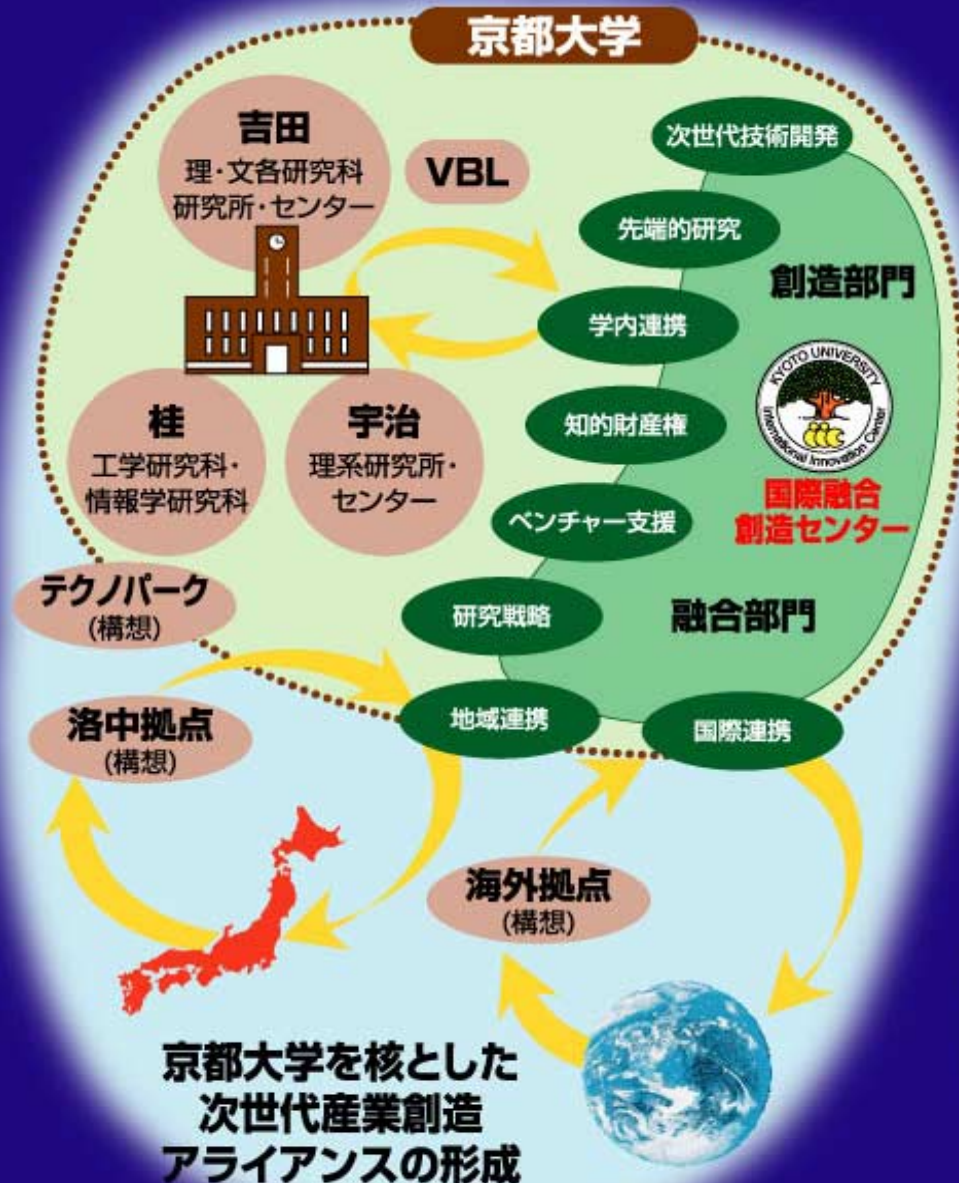 京都大学
吉田
理・文各研究科
研究所・センター
VBL
次世代技術開発
先端的研究
学内連携
知的財産権
ベンチャー支援
研究戦略
地域連携
国際連携
創造部門
KYOTO UNIVERSITY
International Innovation Center
国際融合
創造センター
融合部門
桂
工学研究科・
情報学研究科
宇治
理系研究所・
センター
テクノパーク
(構想)
洛中拠点
(構想)
海外拠点
(構想)
京都大学を核とした
次世代産業創造
アライアンスの形成